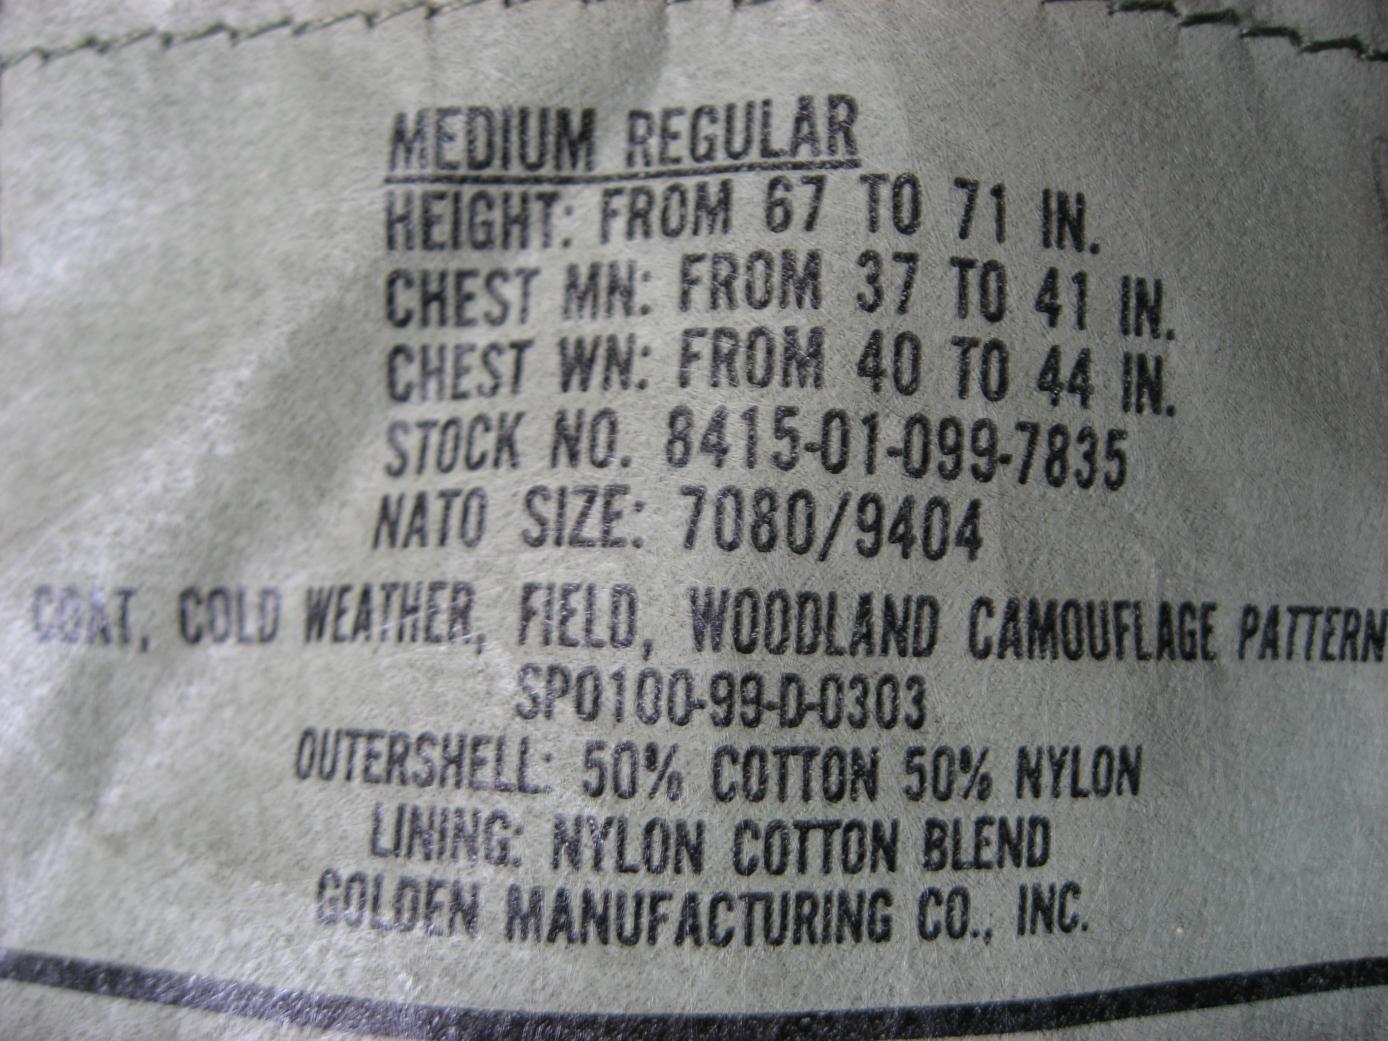 MEDIUM REGULAR
HEIGHT: FROM 67 TO 71 IN.
CHEST MN: FROM 37 TO 41 IN.
CHEST WN: FROM 40 TO 44 IN.
STOCK NO. 8415-01-099-7835
NATO SIZE: 7080/9404
COAT, COLD WEATHER, FIELD, WOODLAND CAMOUFLAGE PATTERN
SP0100-99-D-0303
OUTERSHELL: 50% COTTON 50% NYLON
LINING: NYLON COTTON BLEND
GOLDEN MANUFACTURING CO., INC.